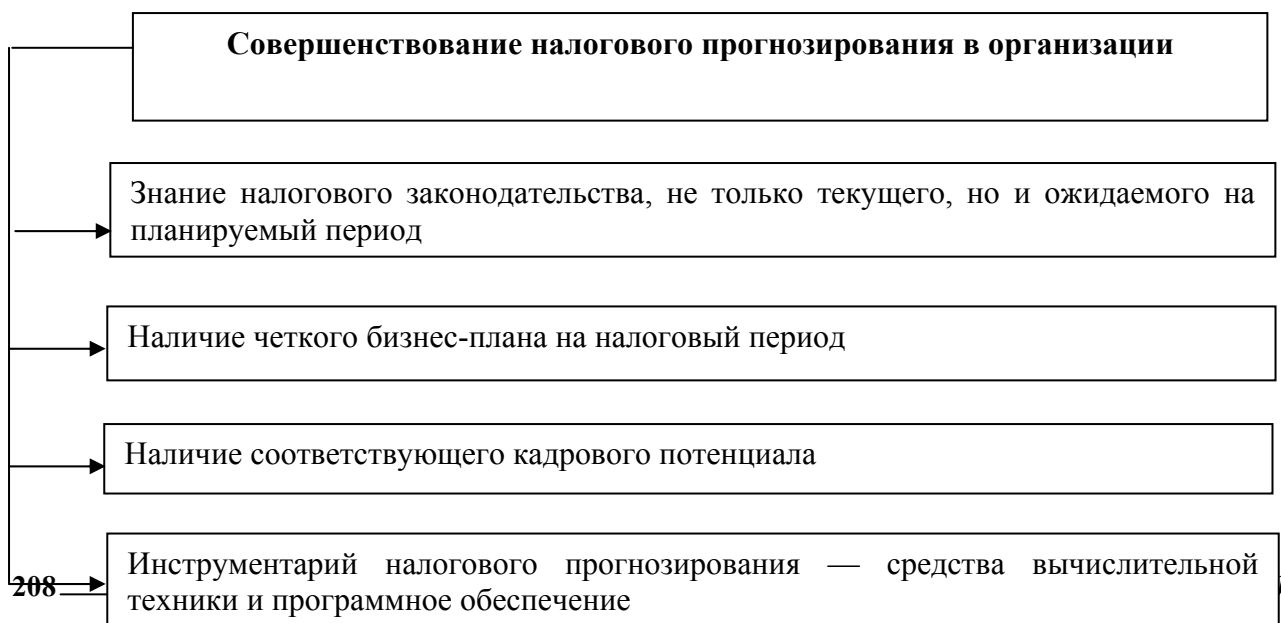 Совершенствование налогового прогнозирования в организации
Знание налогового законодательства, не только текущего, но и ожидаемого на
планируемый период
Наличие четкого бизнес-плана на налоговый период
Наличие соответствующего кадрового потенциала
Инструментарий налогового прогнозирования — средства вычислительной
техники и программное обеспечение
208